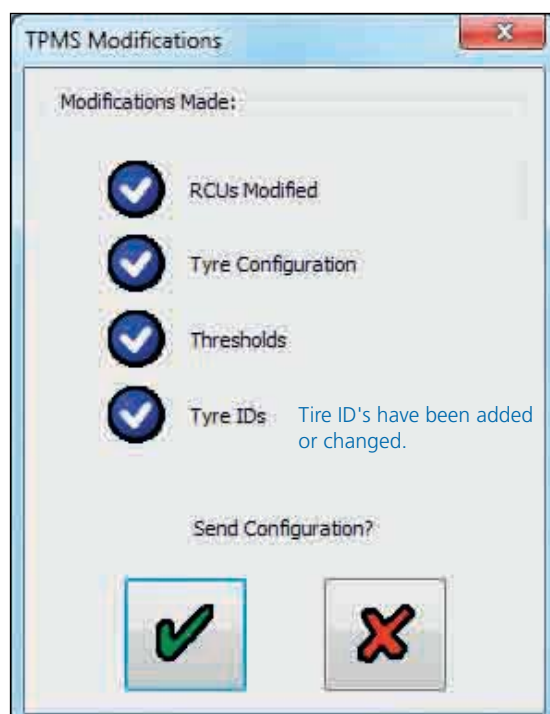 TPMS Modifications
Modifications Made:
RCUs Modified
Tyre Configuration
Thresholds
Tyre IDs
Tire ID's have been added
or changed.
Send Configuration?